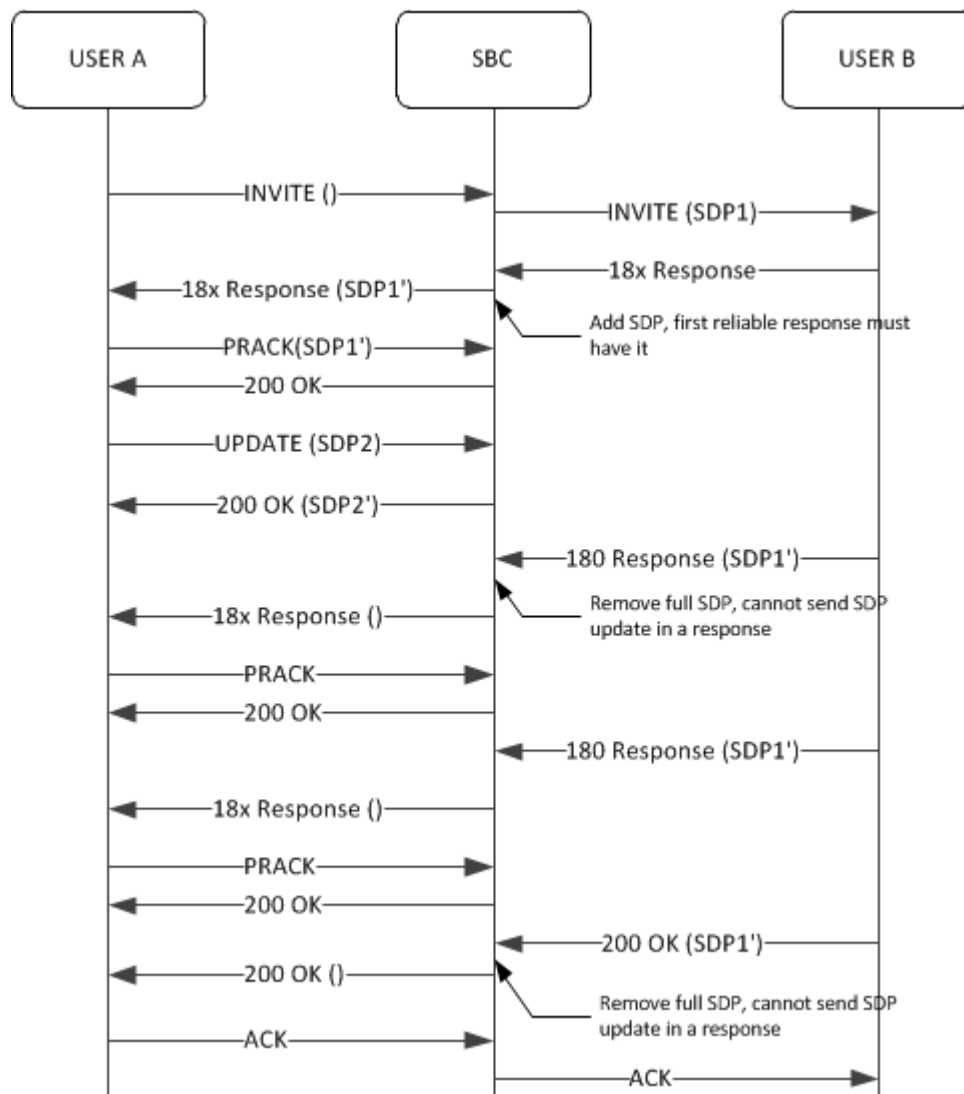 USER A
SBC
USER B
INVITE ()
INVITE (SDP1)
18x Response
18x Response (SDP1')
Add SDP, first reliable response must
have it
PRACK(SDP1')
200 OK
UPDATE (SDP2)
200 OK (SDP2')
180 Response (SDP1')
Remove full SDP, cannot send SDP
update in a response
18x Response ()
PRACK
200 OK
180 Response (SDP1')
18x Response ()
PRACK
200 OK
200 OK (SDP1')
200 OK ()
Remove full SDP, cannot send SDP
update in a response
ACK
ACK